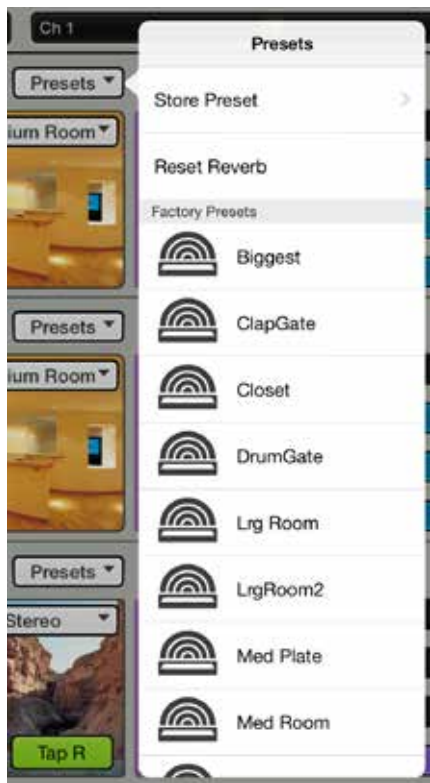 Ch 1
Presets
Presets
Store Preset
ium Room
Reset Reverb
Factory Presets
Biggest
ClapGate
Presets
ium Room
Closet
DrumGate
Lrg Room
Presets
LrgRoom2
Stereo
Med Plate
Med Room
Tap R